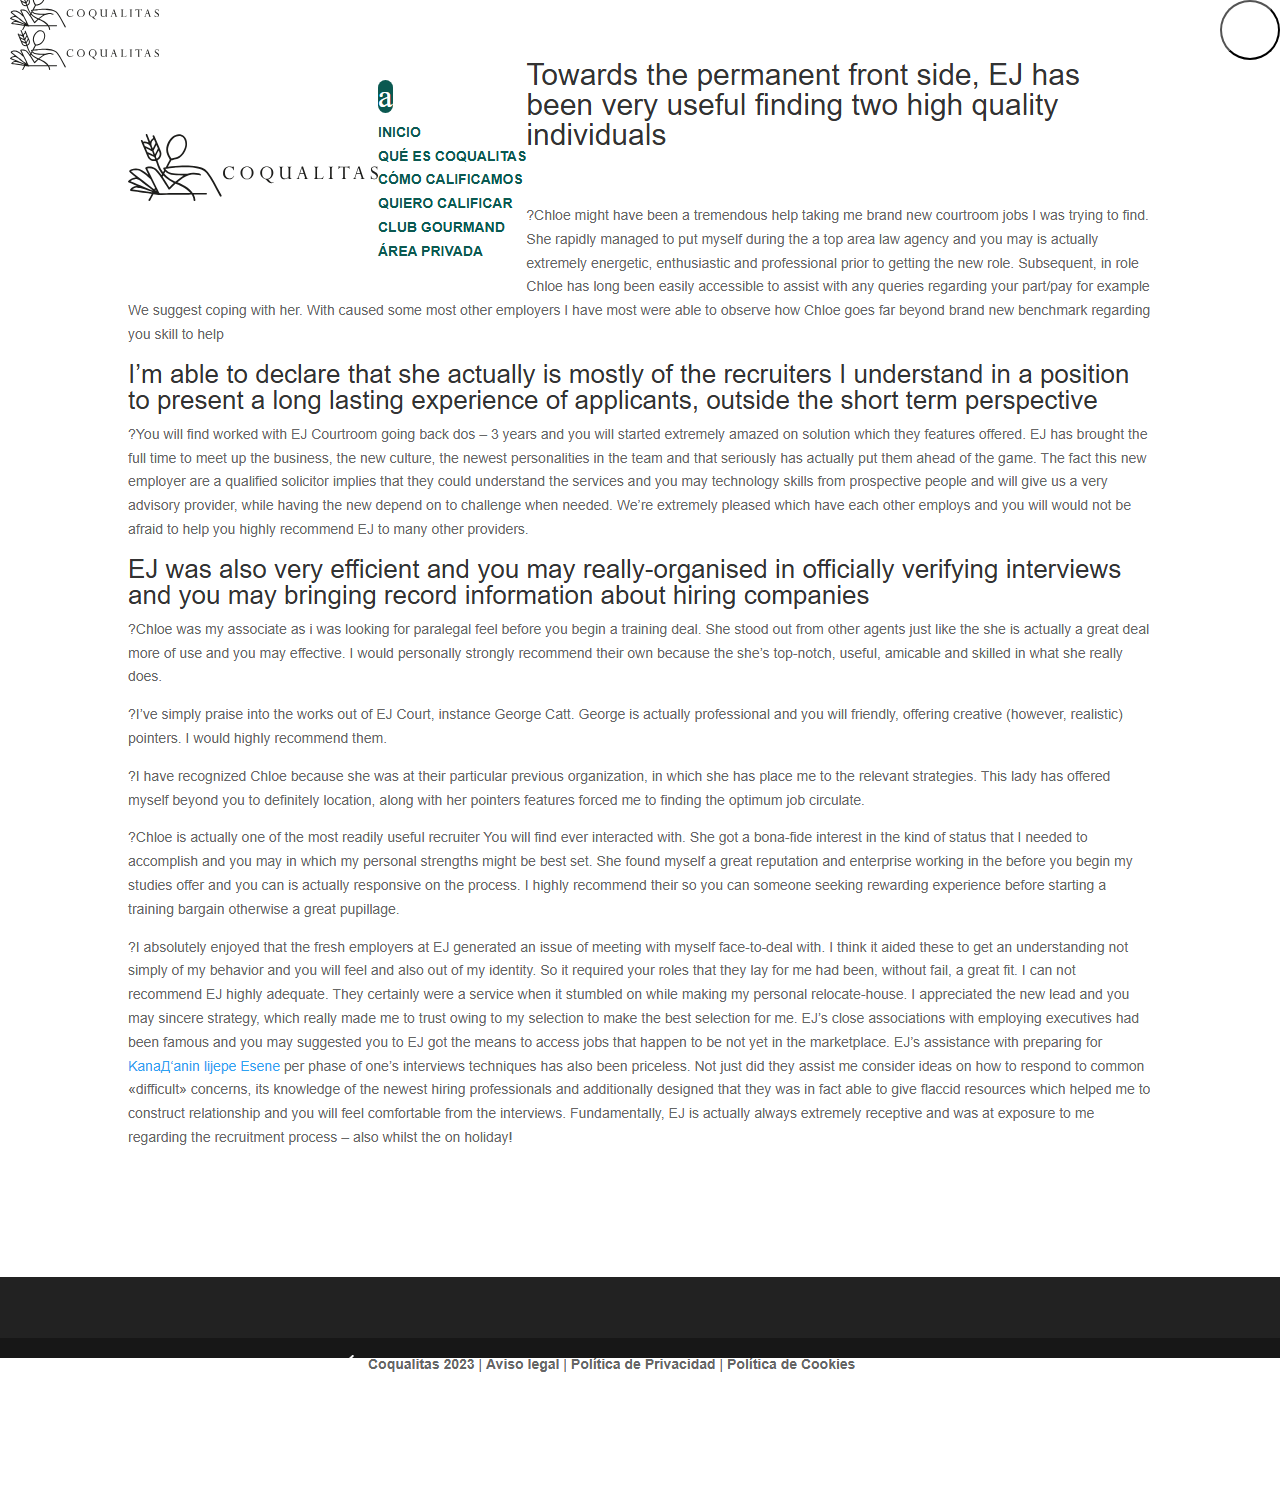 COQUALITAS
COQUALITAS
Towards the permanent front side, EJ has
been very useful finding two high quality
individuals
a
INICIO
QUÉ ES COQUALITAS
COQUALITAS
CÓMO CALIFICAMOS
QUIERO CALIFICAR
CLUB GOURMAND
ÁREA PRIVADA
?Chloe might have been a tremendous help taking me brand new courtroom jobs I was trying to find.
She rapidly managed to put myself during the a top area law agency and you may is actually
extremely energetic, enthusiastic and professional prior to getting the new role. Subsequent, in role
Chloe has long been easily accessible to assist with any queries regarding your part/pay for example
We suggest coping with her. With caused some most other employers I have most were able to observe how Chloe goes far beyond brand new benchmark regarding
you skill to help
I’m able to declare that she actually is mostly of the recruiters I understand in a position
to present a long lasting experience of applicants, outside the short term perspective
?You will find worked with EJ Courtroom going back dos – 3 years and you will started extremely amazed on solution which they features offered. EJ has brought the
full time to meet up the business, the new culture, the newest personalities in the team and that seriously has actually put them ahead of the game. The fact this new
employer are a qualified solicitor implies that they could understand the services and you may technology skills from prospective people and will give us a very
advisory provider, while having the new depend on to challenge when needed. We’re extremely pleased which have each other employs and you will would not be
afraid to help you highly recommend EJ to many other providers.
EJ was also very efficient and you may really-organised in officially verifying interviews
and you may bringing record information about hiring companies
?Chloe was my associate as i was looking for paralegal feel before you begin a training deal. She stood out from other agents just like the she is actually a great deal
more of use and you may effective. I would personally strongly recommend their own because the she’s top-notch, useful, amicable and skilled in what she really
does.
?I’ve simply praise into the works out of EJ Court, instance George Catt. George is actually professional and you will friendly, offering creative (however, realistic)
pointers. I would highly recommend them.
?I have recognized Chloe because she was at their particular previous organization, in which she has place me to the relevant strategies. This lady has offered
myself beyond you to definitely location, along with her pointers features forced me to finding the optimum job circulate.
?Chloe is actually one of the most readily useful recruiter You will find ever interacted with. She got a bona-fide interest in the kind of status that I needed to
accomplish and you may in which my personal strengths might be best set. She found myself a great reputation and enterprise working in the before you begin my
studies offer and you can is actually responsive on the process. I highly recommend their so you can someone seeking rewarding experience before starting a
training bargain otherwise a great pupillage.
?I absolutely enjoyed that the fresh employers at EJ generated an issue of meeting with myself face-to-deal with. I think it aided these to get an understanding not
simply of my behavior and you will feel and also out of my identity. So it required your roles that they lay for me had been, without fail, a great fit. I can not
recommend EJ highly adequate. They certainly were a service when it stumbled on while making my personal relocate-house. I appreciated the new lead and you
may sincere strategy, which really made me to trust owing to my selection to make the best selection for me. EJ’s close associations with employing executives had
been famous and you may suggested you to EJ got the means to access jobs that happen to be not yet in the marketplace. EJ’s assistance with preparing for
KanaД‘anin lijepe Esene per phase of one’s interviews techniques has also been priceless. Not just did they assist me consider ideas on how to respond to common
«difficult» concerns, its knowledge of the newest hiring professionals and additionally designed that they was in fact able to give flaccid resources which helped me to
construct relationship and you will feel comfortable from the interviews. Fundamentally, EJ is actually always extremely receptive and was at exposure to me
regarding the recruitment process – also whilst the on holiday!
Coqualitas 2023 | Aviso legal | Política de Privacidad | Política de Cookies